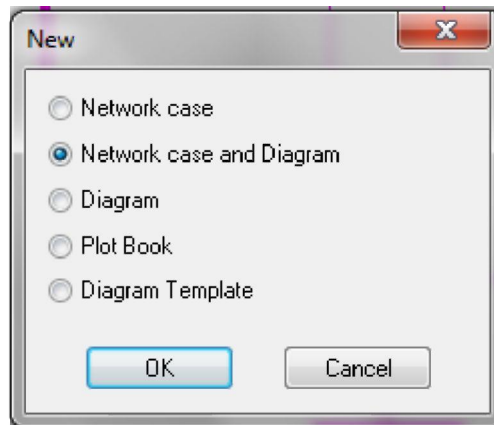 New
Network case
Network case and Diagram
Diagram
Plot Book
Diagram Template
OK Cancel